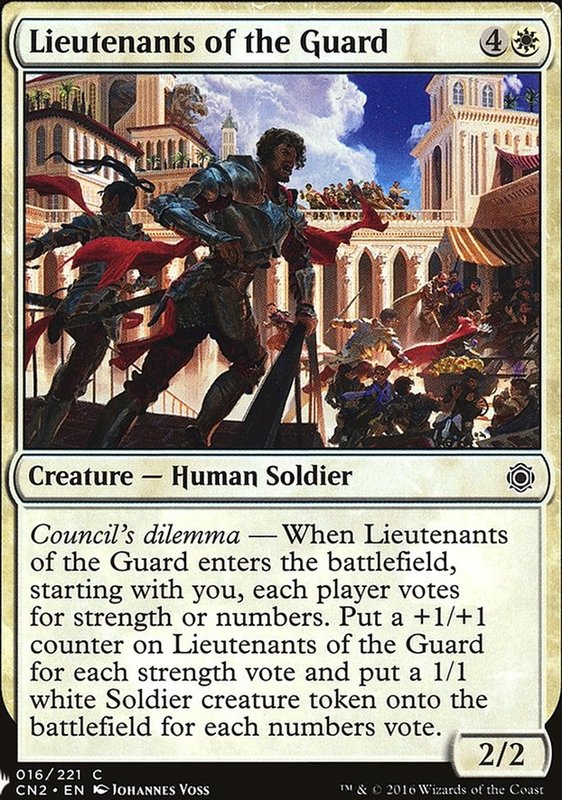 Lieutenants of the Guard 4
Creature — Human Soldier
Council's dilemma — When Lieutenants
of the Guard enters the battlefield,
starting with you, each player votes
for strength or numbers. Put a +1/+1
counter on Lieutenants of the Guard
for each strength vote and put a 1/1
white Soldier creature token onto the
battlefield for each numbers vote.
2/2
016/221 C
CN2 • EN Johannes Voss
™ & © 2016 Wizards of the Coast